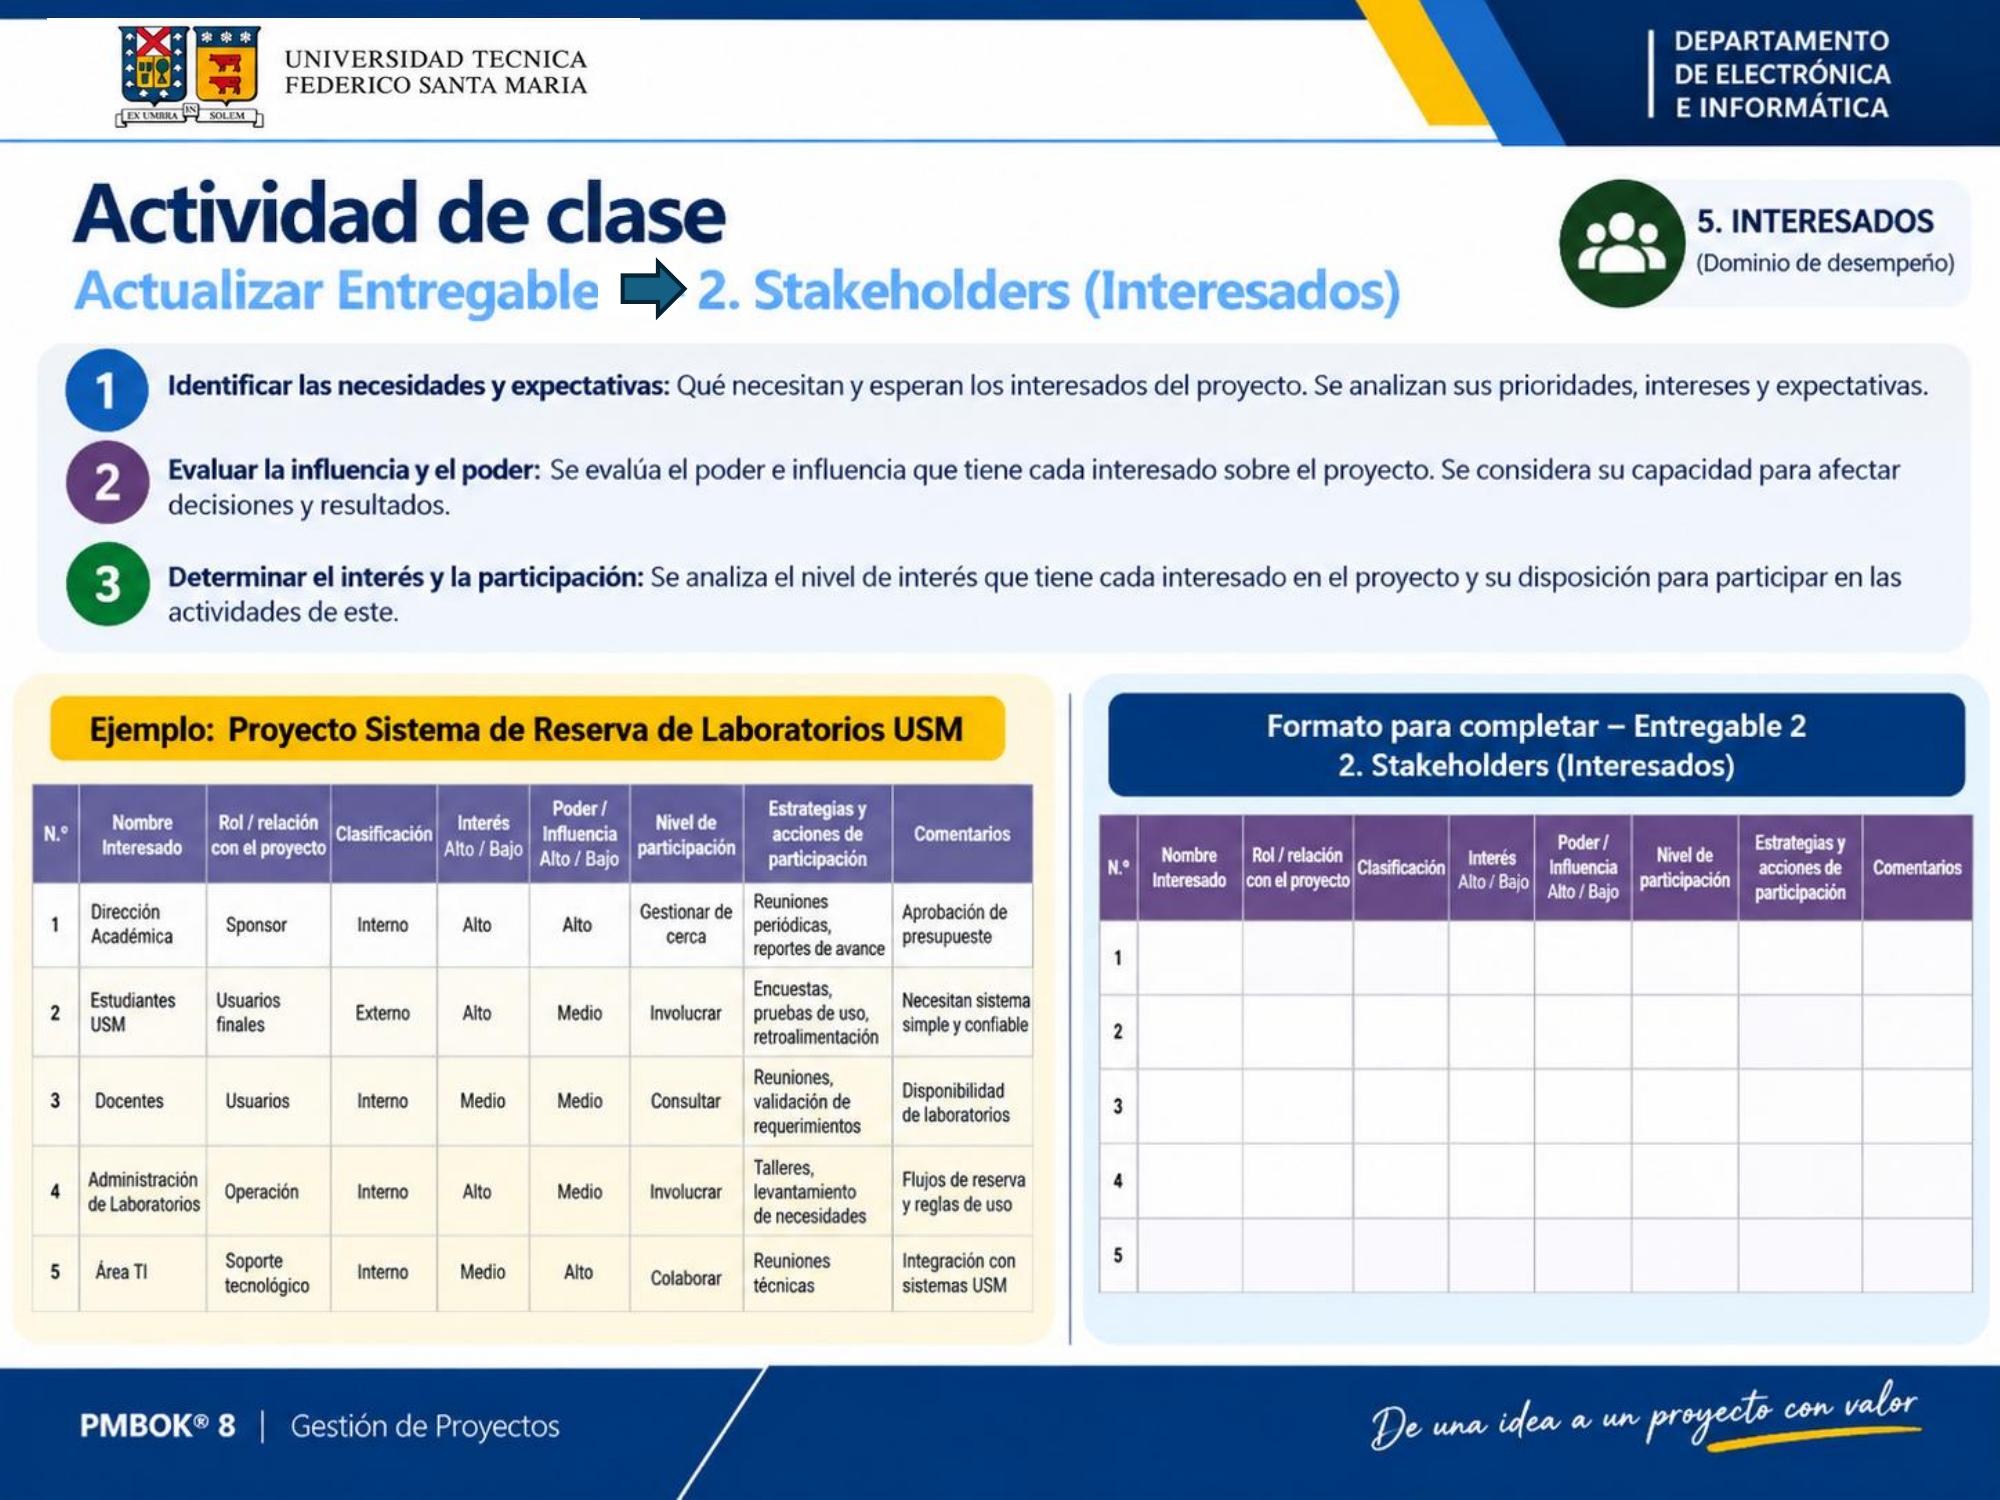 EX UMBRA IN SOLEM
UNIVERSIDAD TECNICA
FEDERICO SANTA MARIA
DEPARTAMENTO
DE ELECTRÓNICA
E INFORMÁTICA
Actividad de clase
Actualizar Entregable 2. Stakeholders (Interesados)
5. INTERESADOS
(Dominio de desempeño)
1 Identificar las necesidades y expectativas: Qué necesitan y esperan los interesados del proyecto. Se analizan sus prioridades, intereses y expectativas.
2 Evaluar la influencia y el poder: Se evalúa el poder e influencia que tiene cada interesado sobre el proyecto. Se considera su capacidad para afectar
decisiones y resultados.
3 Determinar el interés y la participación: Se analiza el nivel de interés que tiene cada interesado en el proyecto y su disposición para participar en las
actividades de este.
Ejemplo: Proyecto Sistema de Reserva de Laboratorios USM
N.º
Nombre
Interesado
Rol / relación
con el proyecto
Clasificación
Interés
Alto / Bajo
Poder /
Influencia
Alto / Bajo
Nivel de
participación
Estrategias y
acciones de
participación
Comentarios
1
Dirección
Académica
Sponsor
Interno
Alto
Alto
Gestionar de
cerca
Reuniones
periódicas,
reportes de avance
Aprobación de
presupueste
2
Estudiantes
USM
Usuarios
finales
Externo
Alto
Medio
Involucrar
Encuestas,
pruebas de uso,
retroalimentación
Necesitan sistema
simple y confiable
3
Docentes
Usuarios
Interno
Medio
Medio
Consultar
Reuniones,
validación de
requerimientos
Disponibilidad
de laboratorios
4
Administración
de Laboratorios
Operación
Interno
Alto
Medio
Involucrar
Talleres,
levantamiento
de necesidades
Flujos de reserva
y reglas de uso
5
Área TI
Soporte
tecnológico
Interno
Medio
Alto
Colaborar
Reuniones
técnicas
Integración con
sistemas USM
Formato para completar – Entregable 2
2. Stakeholders (Interesados)
N.º
Nombre
Interesado
Rol / relación
con el proyecto
Clasificación
Interés
Alto / Bajo
Poder /
Influencia
Alto / Bajo
Nivel de
participación
Estrategias y
acciones de
participación
Comentarios
1
2
3
4
5
PMBOK® 8 | Gestión de Proyectos
De una idea a un proyecto con valor